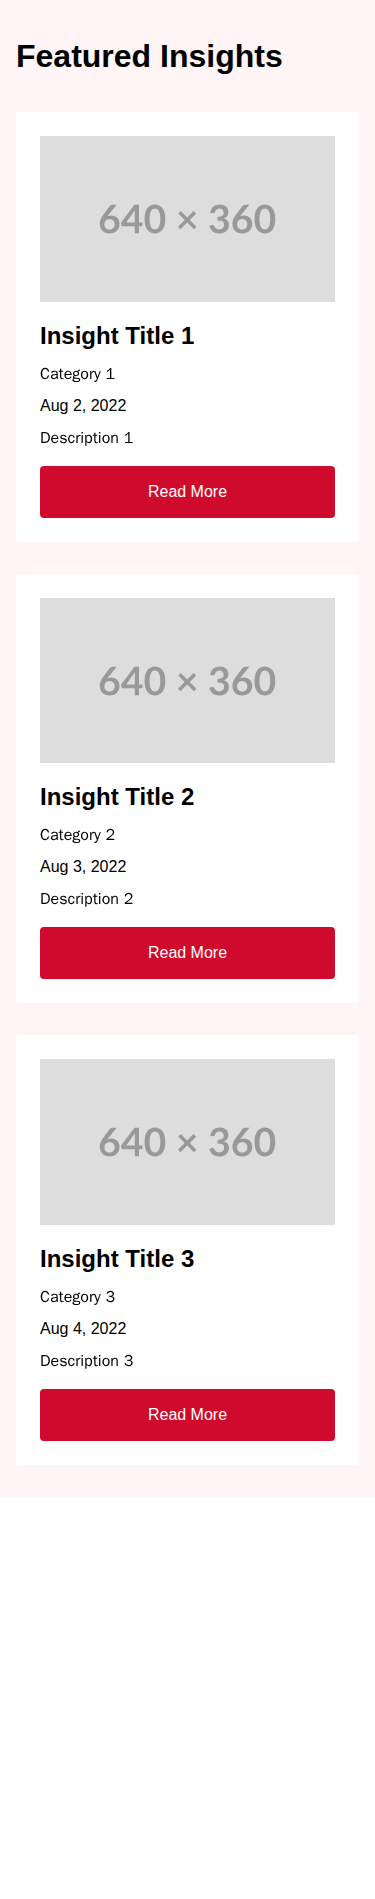 Featured Insights
640 × 360
Insight Title 1
Category 1
Aug 2, 2022
Description 1
Read More
640 × 360
Insight Title 2
Category 2
Aug 3, 2022
Description 2
Read More
640 × 360
Insight Title 3
Category 3
Aug 4, 2022
Description 3
Read More